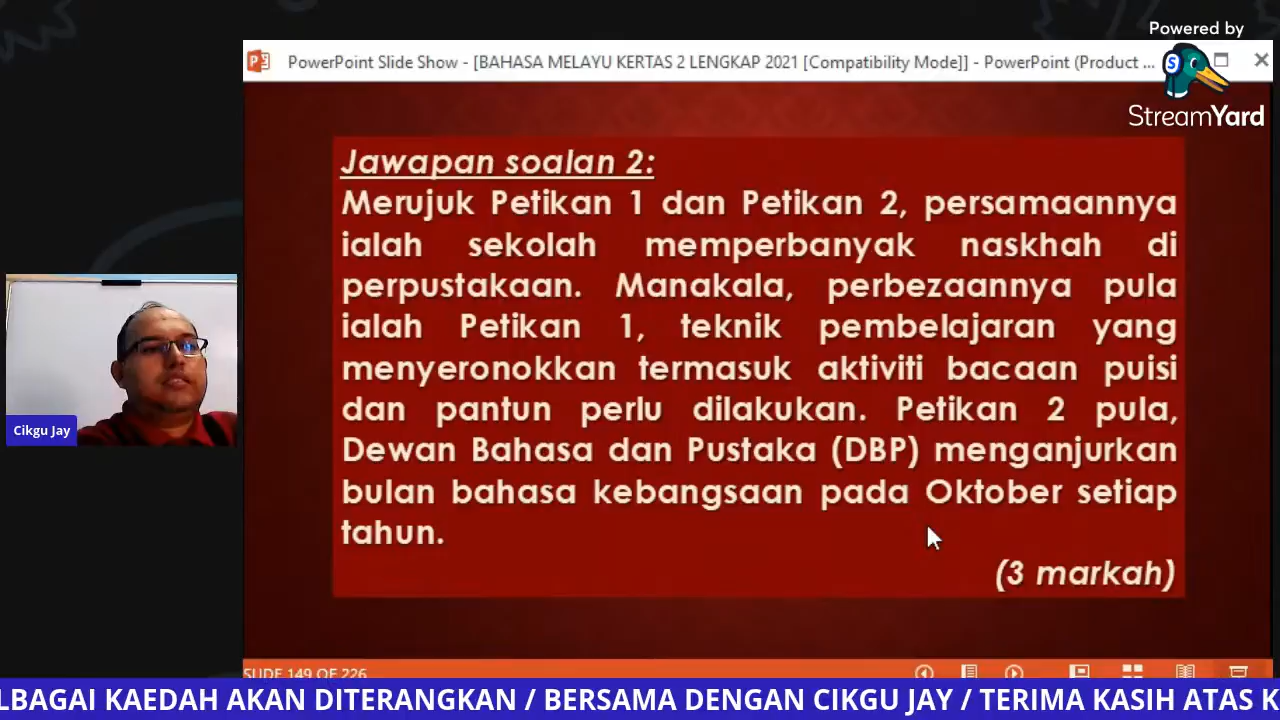 Powered by
PowerPoint Slide Show - [BAHASA MELAYU KERTAS 2 LENGKAP 2021 [Compatibility Mode]] - PowerPoint (Product ...
StreamYard
Jawapan soalan 2:
Merujuk Petikan 1 dan Petikan 2, persamaannya
ialah sekolah memperbanyak naskhah di
perpustakaan. Manakala, perbezaannya pula
ialah Petikan 1, teknik pembelajaran yang
menyeronokkan termasuk aktiviti bacaan puisi
dan pantun perlu dilakukan. Petikan 2 pula,
Dewan Bahasa dan Pustaka (DBP) menganjurkan
bulan bahasa kebangsaan pada Oktober setiap
tahun.
(3 markah)
Cikgu Jay
SLIDE 149 OF 226
LBAGAI KAEDAH AKAN DITERANGKAN / BERSAMA DENGAN CIKGU JAY / TERIMA KASIH ATAS K